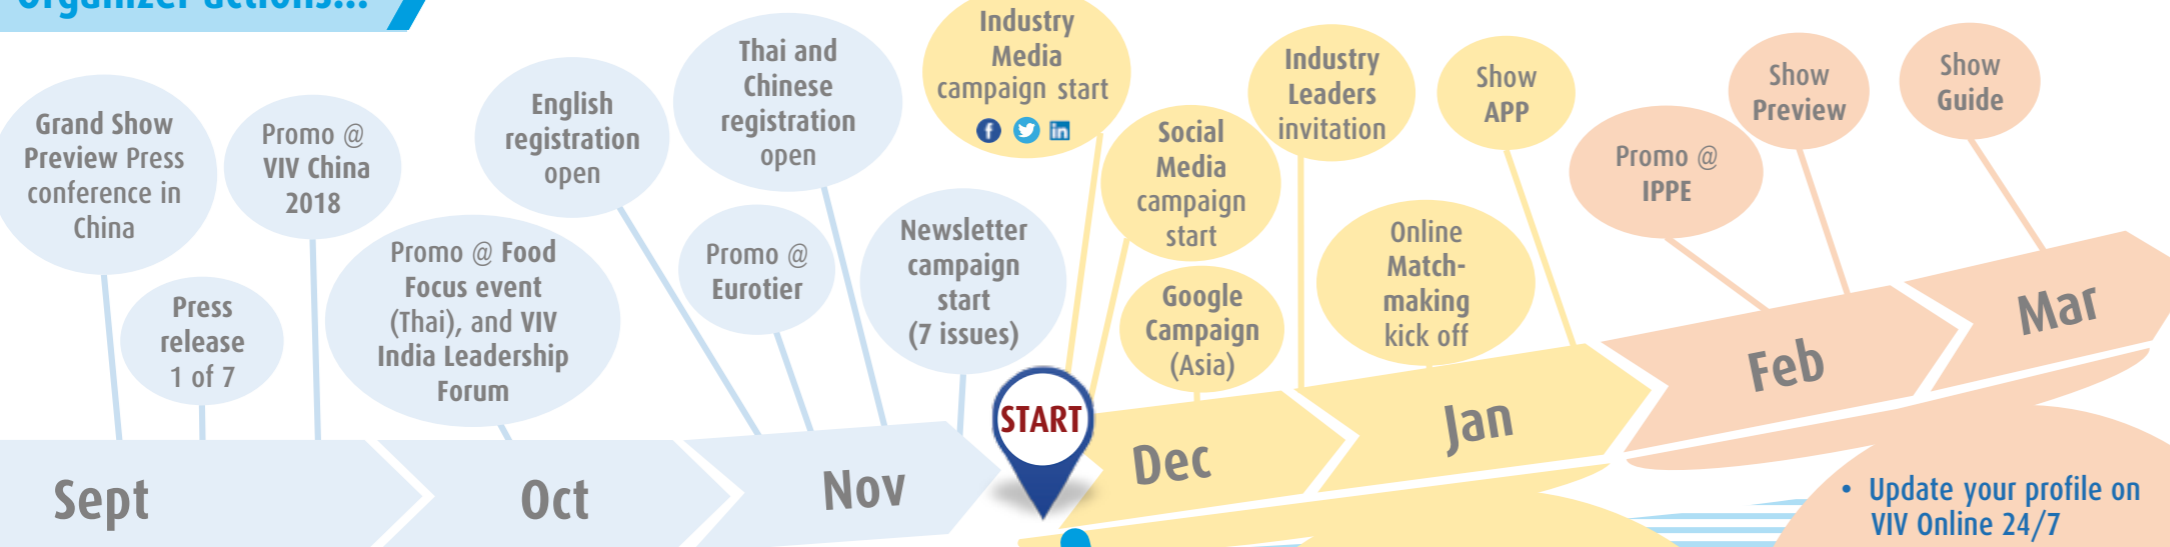 organizer actions...
Grand Show
Preview Press
conference in
China
Press
release
1 of 7
Promo @
VIV China
2018
Promo @ Food
Focus event
(Thai), and VIV
India Leadership
Forum
English
registration
open
Thai and
Chinese
registration
open
Promo @
Eurotier
Newsletter
campaign
start
(7 issues)
Industry
Media
campaign start
f
in
Social
Media
campaign
start
Google
Campaign
(Asia)
Industry
Leaders
invitation
Online
Match-
making
kick off
Show
APP
Promo @
IPPE
Show
Preview
Show
Guide
START
Sept
Oct
Nov
Dec
Jan
Feb
Mar
• Update your profile on
VIV Online 24/7